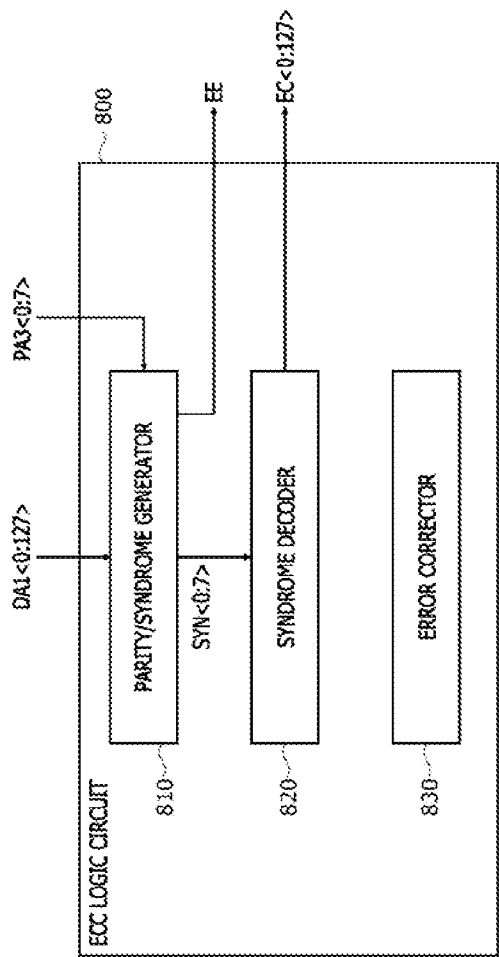 ECC LOGIC CIRCUIT
800
DA1<0:127>
PA3<0:7>
810
PARITY/SYNDROME GENERATOR
EE
SYN<0:7>
820
SYNDROME DECODER
EC<0:127>
830
ERROR CORRECTOR